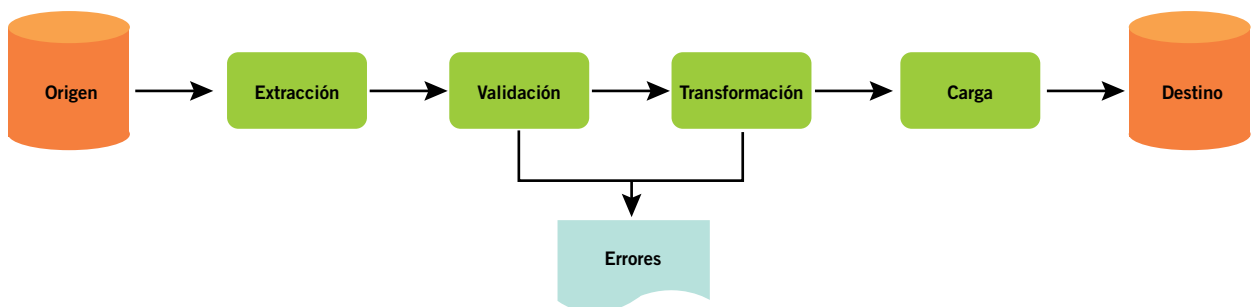 Origen
Extracción
Validación
Transformación
Carga
Destino
Errores